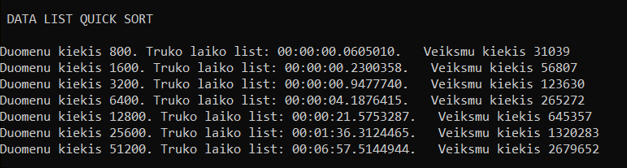 DATA LIST QUICK SORT
Duomenu kiekis 800. Truko laiko list: 00:00:00.0605010. Veiksmu kiekis 31039
Duomenu kiekis 1600. Truko laiko list: 00:00:00.2300358. Veiksmu kiekis 56807
Duomenu kiekis 3200. Truko laiko list: 00:00:00.9477740. Veiksmu kiekis 123630
Duomenu kiekis 6400. Truko laiko list: 00:00:04.1876415. Veiksmu kiekis 265272
Duomenu kiekis 12800. Truko laiko list: 00:00:21.5753287. Veiksmu kiekis 645357
Duomenu kiekis 25600. Truko laiko list: 00:01:36.3124465. Veiksmu kiekis 1320283
Duomenu kiekis 51200. Truko laiko list: 00:06:57.5144944. Veiksmu kiekis 2679652